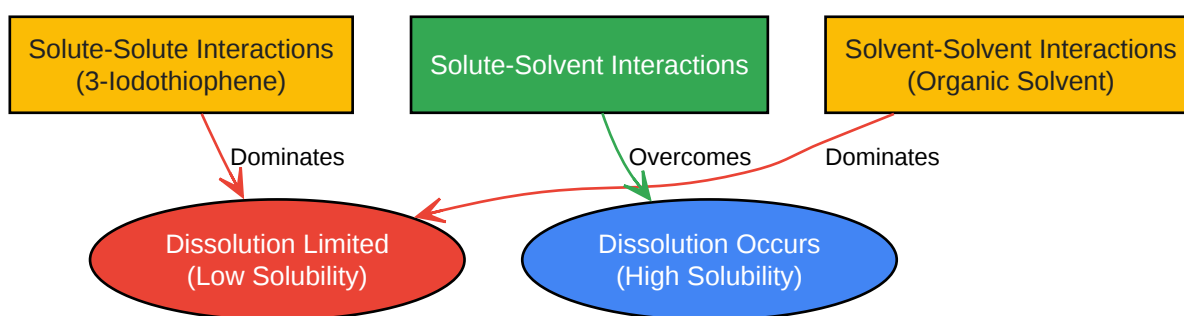 Solute-Solute Interactions
(3-Iodothiophene)
Solute-Solvent Interactions
Solvent-Solvent Interactions
(Organic Solvent)
Dominates
Overcomes
Dominates
Dissolution Limited
(Low Solubility)
Dissolution Occurs
(High Solubility)